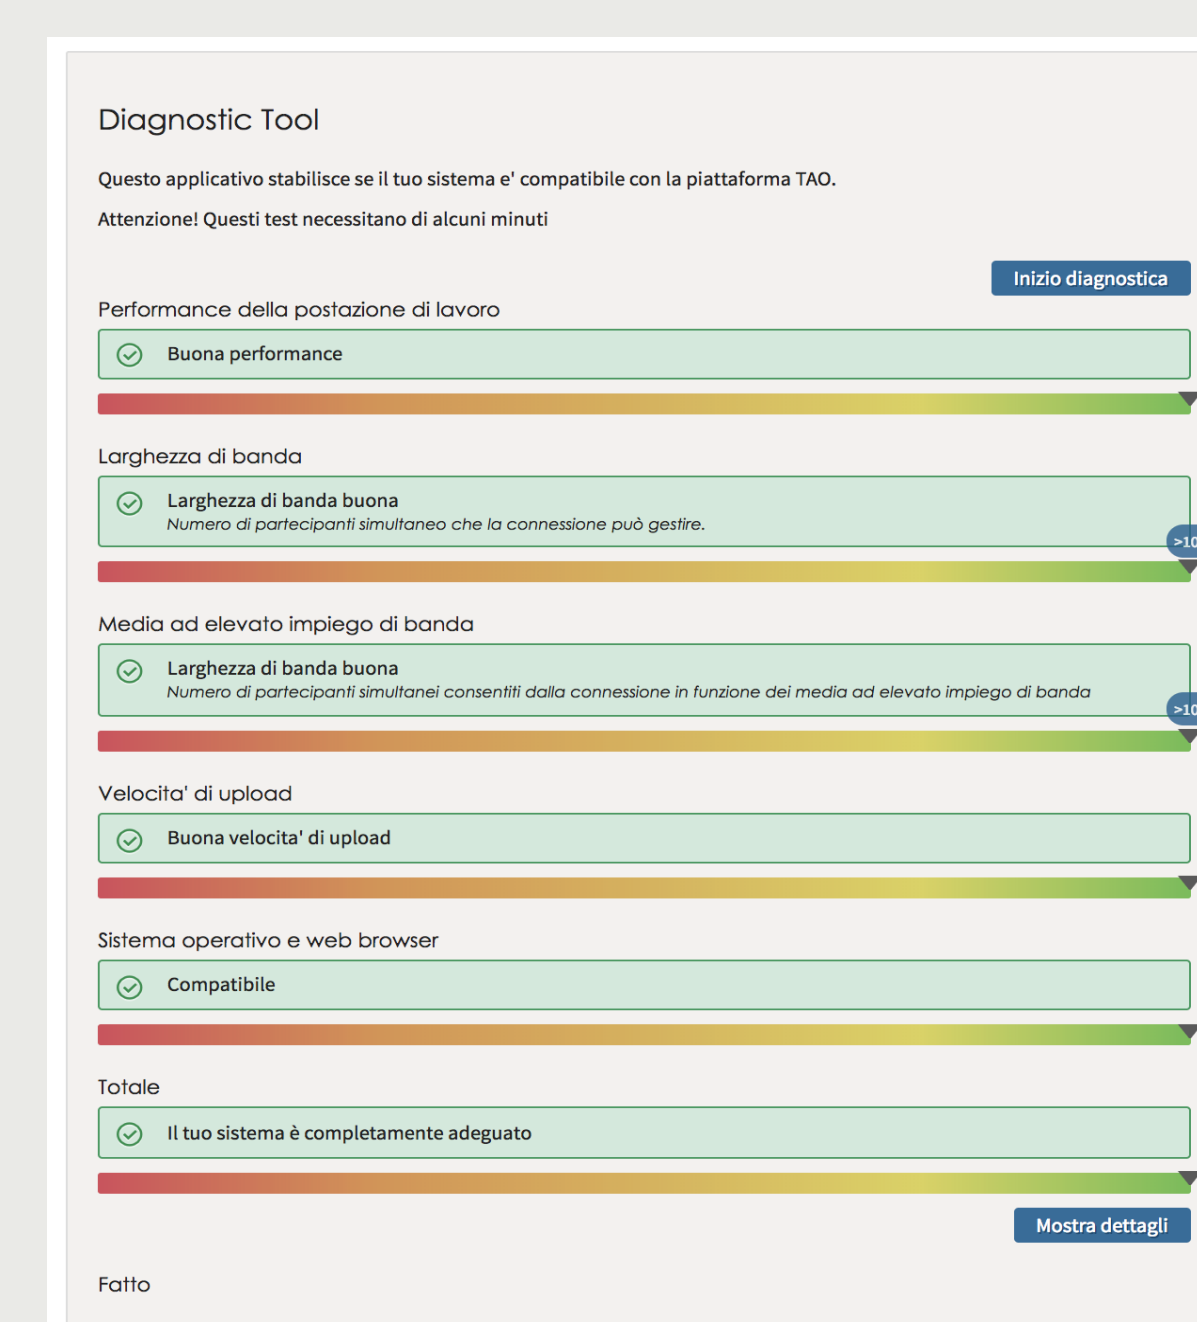 Diagnostic Tool
Questo applicativo stabilisce se il tuo sistema e' compatibile con la piattaforma TAO.
Attenzione! Questi test necessitano di alcuni minuti
Inizio diagnostica
Performance della postazione di lavoro
Buona performance
Larghezza di banda
Larghezza di banda buona
Numero di partecipanti simultaneo che la connessione può gestire.
>10
Media ad elevato impiego di banda
Larghezza di banda buona
Numero di partecipanti simultanei consentiti dalla connessione in funzione dei media ad elevato impiego di banda
>10
Velocita' di upload
Buona velocita' di upload
Sistema operativo e web browser
Compatibile
Totale
Il tuo sistema è completamente adeguato
Mostra dettagli
Fatto